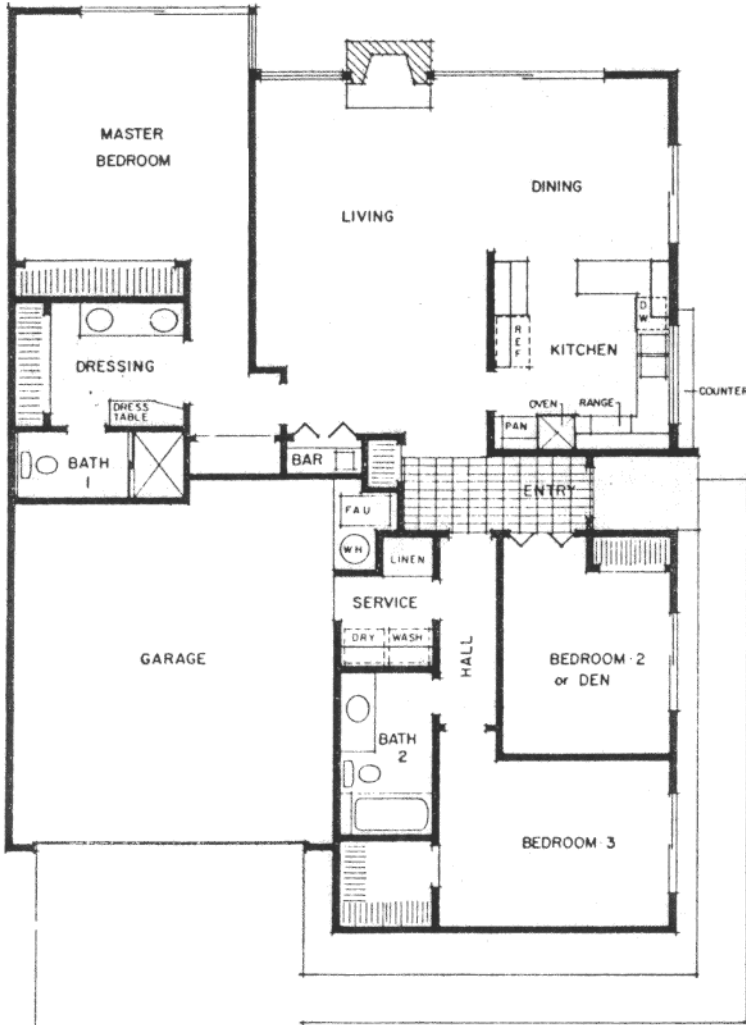 MASTER
BEDROOM
DINING
LIVING
DW
REF
KITCHEN
DRESSING
COUNTER
DRESS
TABLE
OVEN
RANGE
PAN
BATH
1
BAR
ENTRY
FAU
WH
LINEN
SERVICE
DRY
WASH
GARAGE
HALL
BEDROOM·2
or DEN
BATH
2
BEDROOM·3